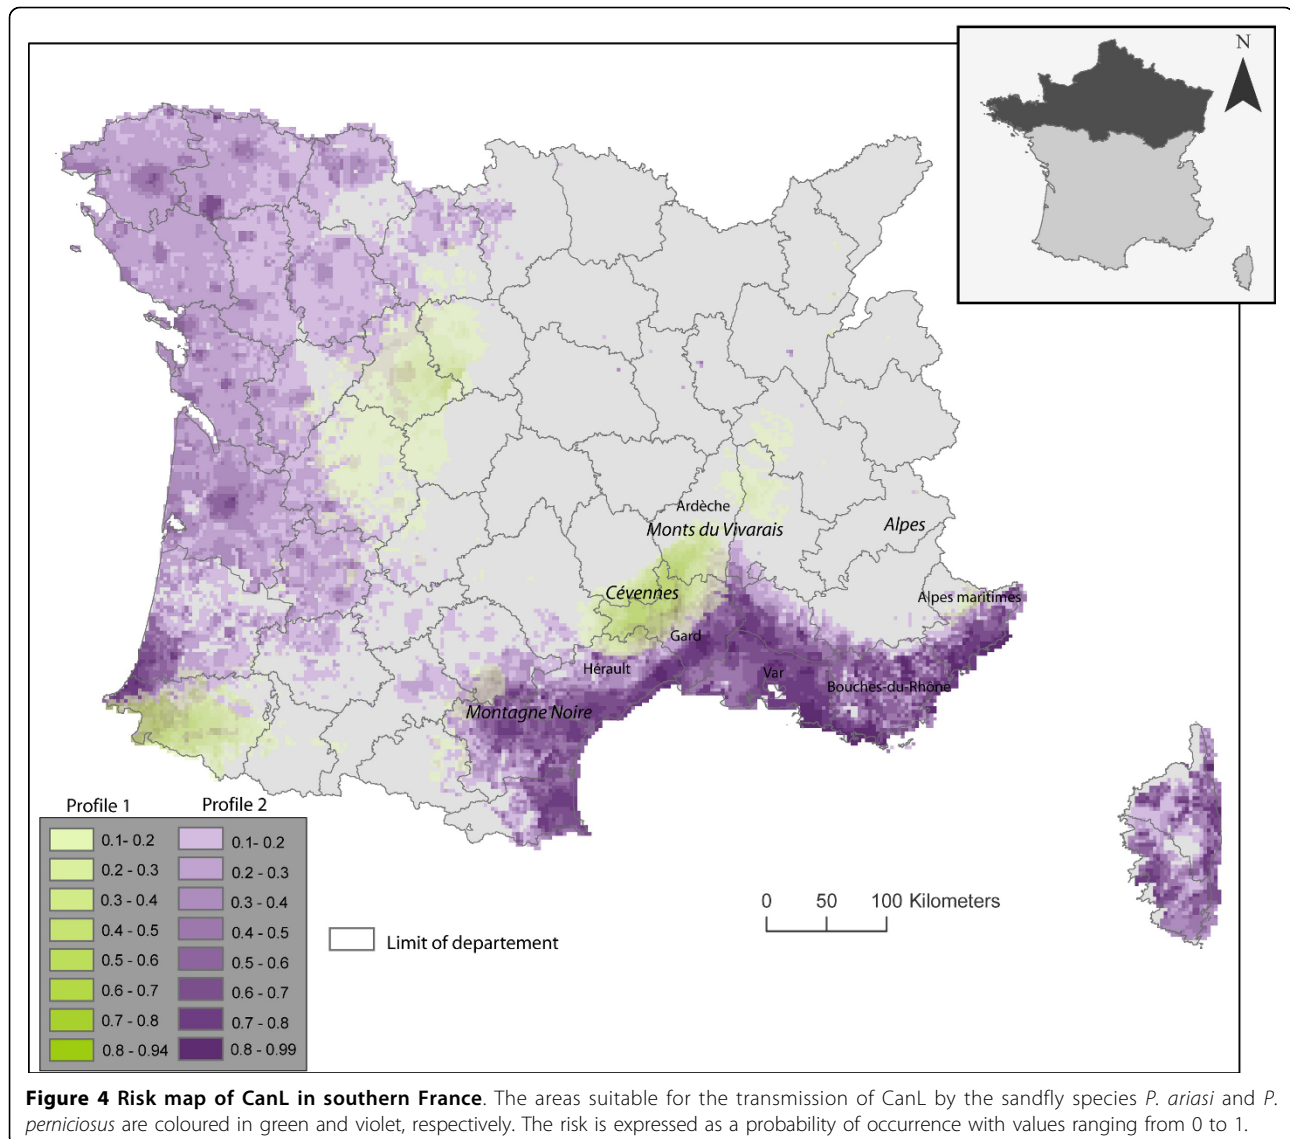 N
Ardèche
Monts du Vivarais
Alpes
Cévennes
Alpes maritimes
Gard
Hérault
Var
Bouches-du-Rhône
Montagne Noire
Profile 1 Profile 2
0.1- 0.2 0.1- 0.2
0.2 - 0.3 0.2 - 0.3
0.3 - 0.4 0.3 - 0.4
0.4 - 0.5 0.4 - 0.5
0.5 - 0.6 0.5 - 0.6
0.6 - 0.7 0.6 - 0.7
0.7 - 0.8 0.7 - 0.8
0.8 - 0.94 0.8 - 0.99
Limit of departement
0 50 100 Kilometers
Figure 4 Risk map of CanL in southern France. The areas suitable for the transmission of CanL by the sandfly species P. ariasi and P.
perniciosus are coloured in green and violet, respectively. The risk is expressed as a probability of occurrence with values ranging from 0 to 1.